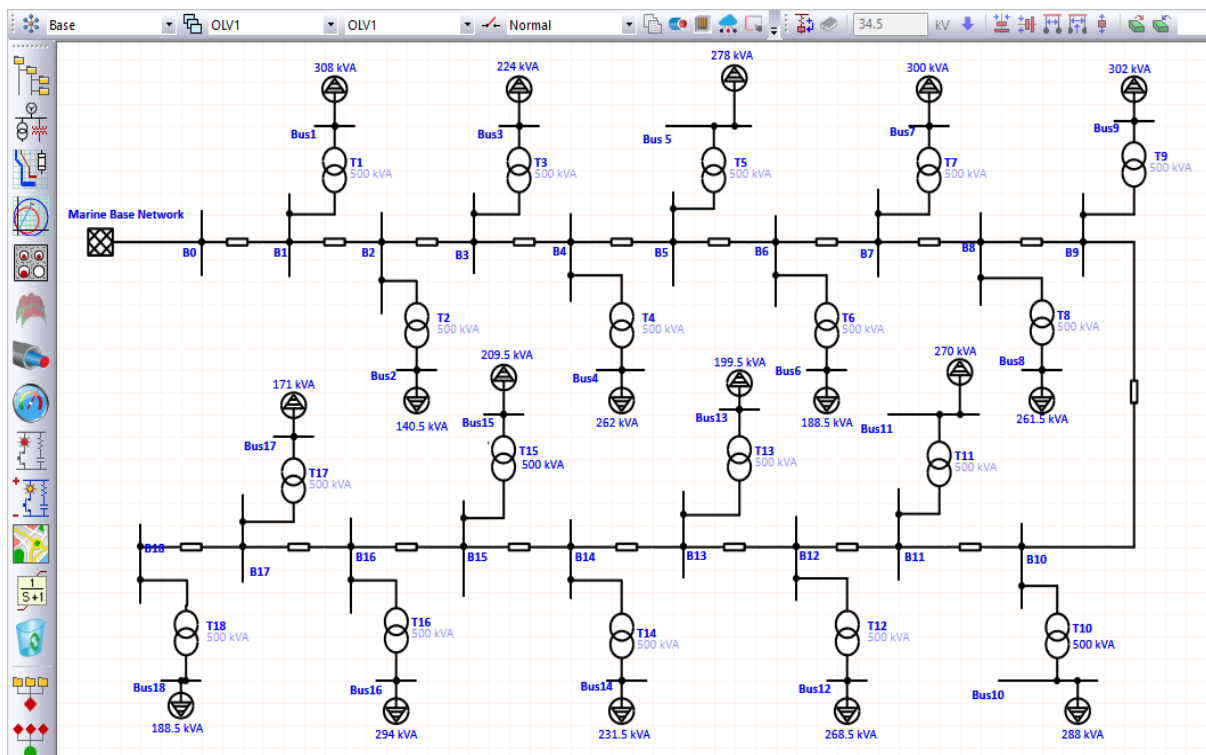 Base OLV1 OLV1 Normal 34.5 kV
308 kVA 224 kVA 278 kVA 300 kVA 302 kVA
Bus1 Bus3 Bus 5 Bus7 Bus9
T1 T3 T5 T7 T9
500 kVA 500 kVA 500 kVA 500 kVA 500 kVA
Marine Base Network
B0 B1 B2 B3 B4 B5 B6 B7 B8 B9
T2 T4 T6 T8
500 kVA 500 kVA 500 kVA 500 kVA
209.5 kVA 199.5 kVA 270 kVA
Bus2 Bus4 Bus6 Bus8
171 kVA
140.5 kVA 262 kVA 188.5 kVA 261.5 kVA
Bus17 Bus15 Bus13 Bus11
T17 T15 T13 T11
500 kVA 500 kVA 500 kVA 500 kVA
B18 B17 B16 B15 B14 B13 B12 B11 B10
T18 T16 T14 T12 T10
500 kVA 500 kVA 500 kVA 500 kVA 500 kVA
Bus18 Bus16 Bus14 Bus12 Bus10
188.5 kVA 294 kVA 231.5 kVA 268.5 kVA 288 kVA
1
S+1